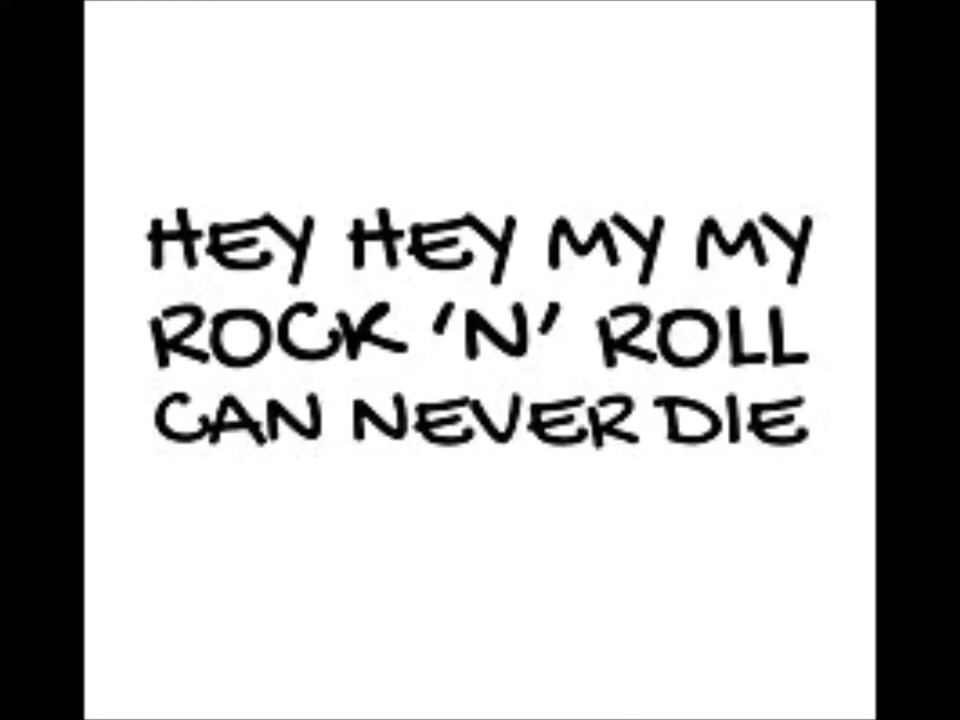 HEY HEY MY MY
ROCK ‘N’ ROLL
CAN NEVER DIE